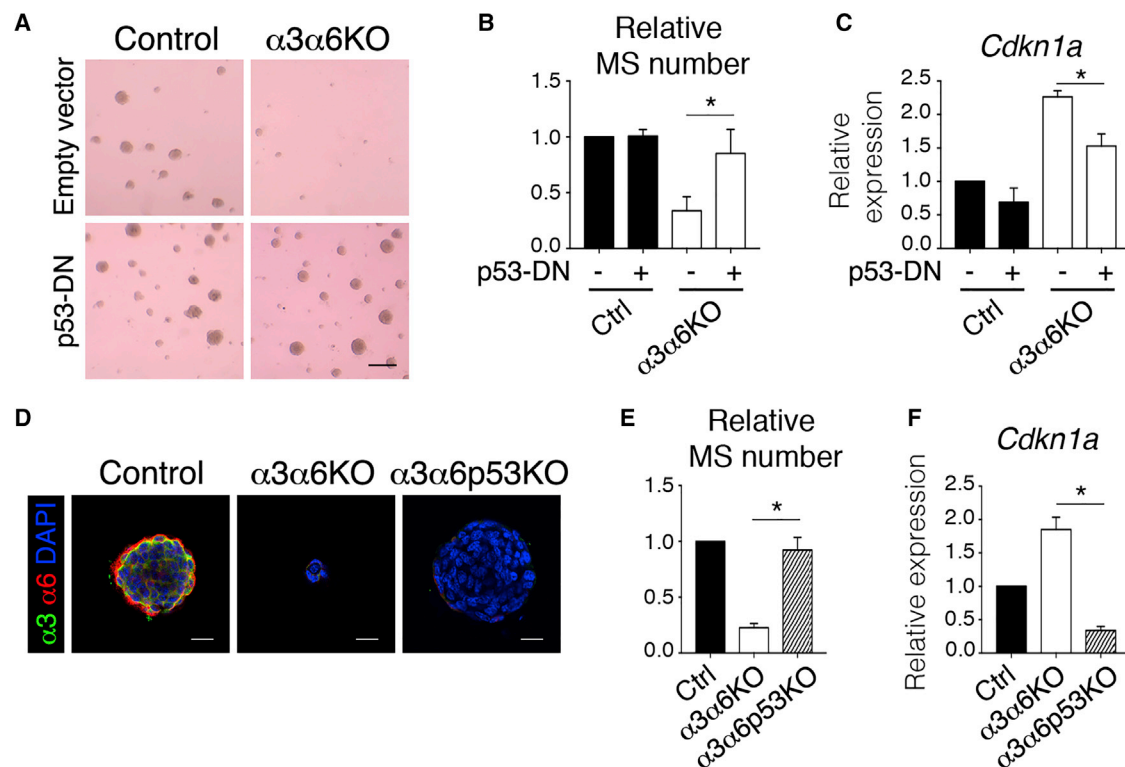 A
Control
α3α6KO
Empty vector
p53-DN
B
Relative
MS number
1.5
1.0
0.5
0.0
*
p53-DN - + - +
Ctrl
α3α6KO
C
Cdkn1a
Relative
expression
2.5
2.0
1.5
1.0
0.5
0.0
*
p53-DN - + - +
Ctrl
α3α6KO
D
Control
α3α6KO
α3α6p53KO
α3 α6 DAPI
E
Relative
MS number
1.5
1.0
0.5
0.0
*
Ctrl
α3α6KO
α3α6p53KO
F
Cdkn1a
Relative expression
2.5
2.0
1.5
1.0
0.5
0.0
*
Ctrl
α3α6KO
α3α6p53KO